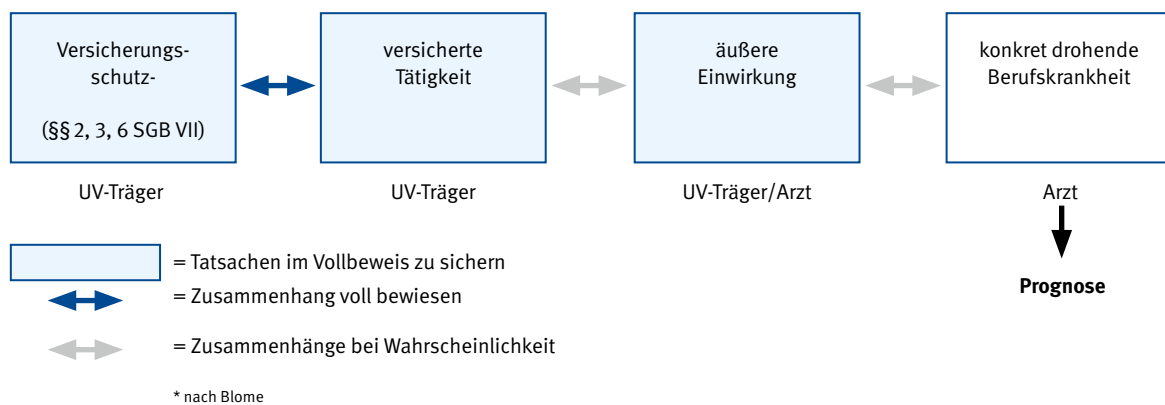 Versicherungs-
schutz-
(§§ 2, 3, 6 SGB VII)
versicherte
Tätigkeit
äußere
Einwirkung
konkret drohende
Berufskrankheit
UV-Träger
UV-Träger
UV-Träger/Arzt
Arzt
Prognose
= Tatsachen im Vollbeweis zu sichern
= Zusammenhang voll bewiesen
= Zusammenhänge bei Wahrscheinlichkeit
* nach Blome